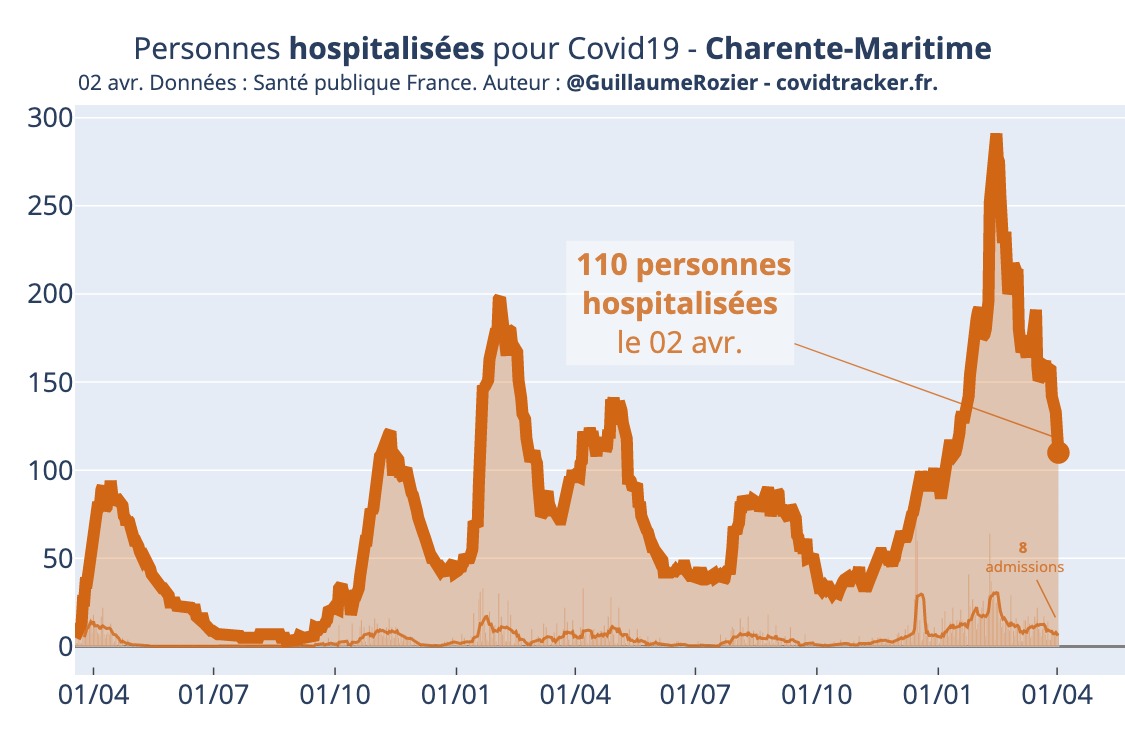 Personnes hospitalisées pour Covid19 - Charente-Maritime
02 avr. Données : Santé publique France. Auteur : @GuillaumeRozier - covidtracker.fr.
300
250
200
150
100
50
0
110 personnes
hospitalisées
le 02 avr.
8
admissions
01/04
01/07
01/10
01/01
01/04
01/07
01/10
01/01
01/04